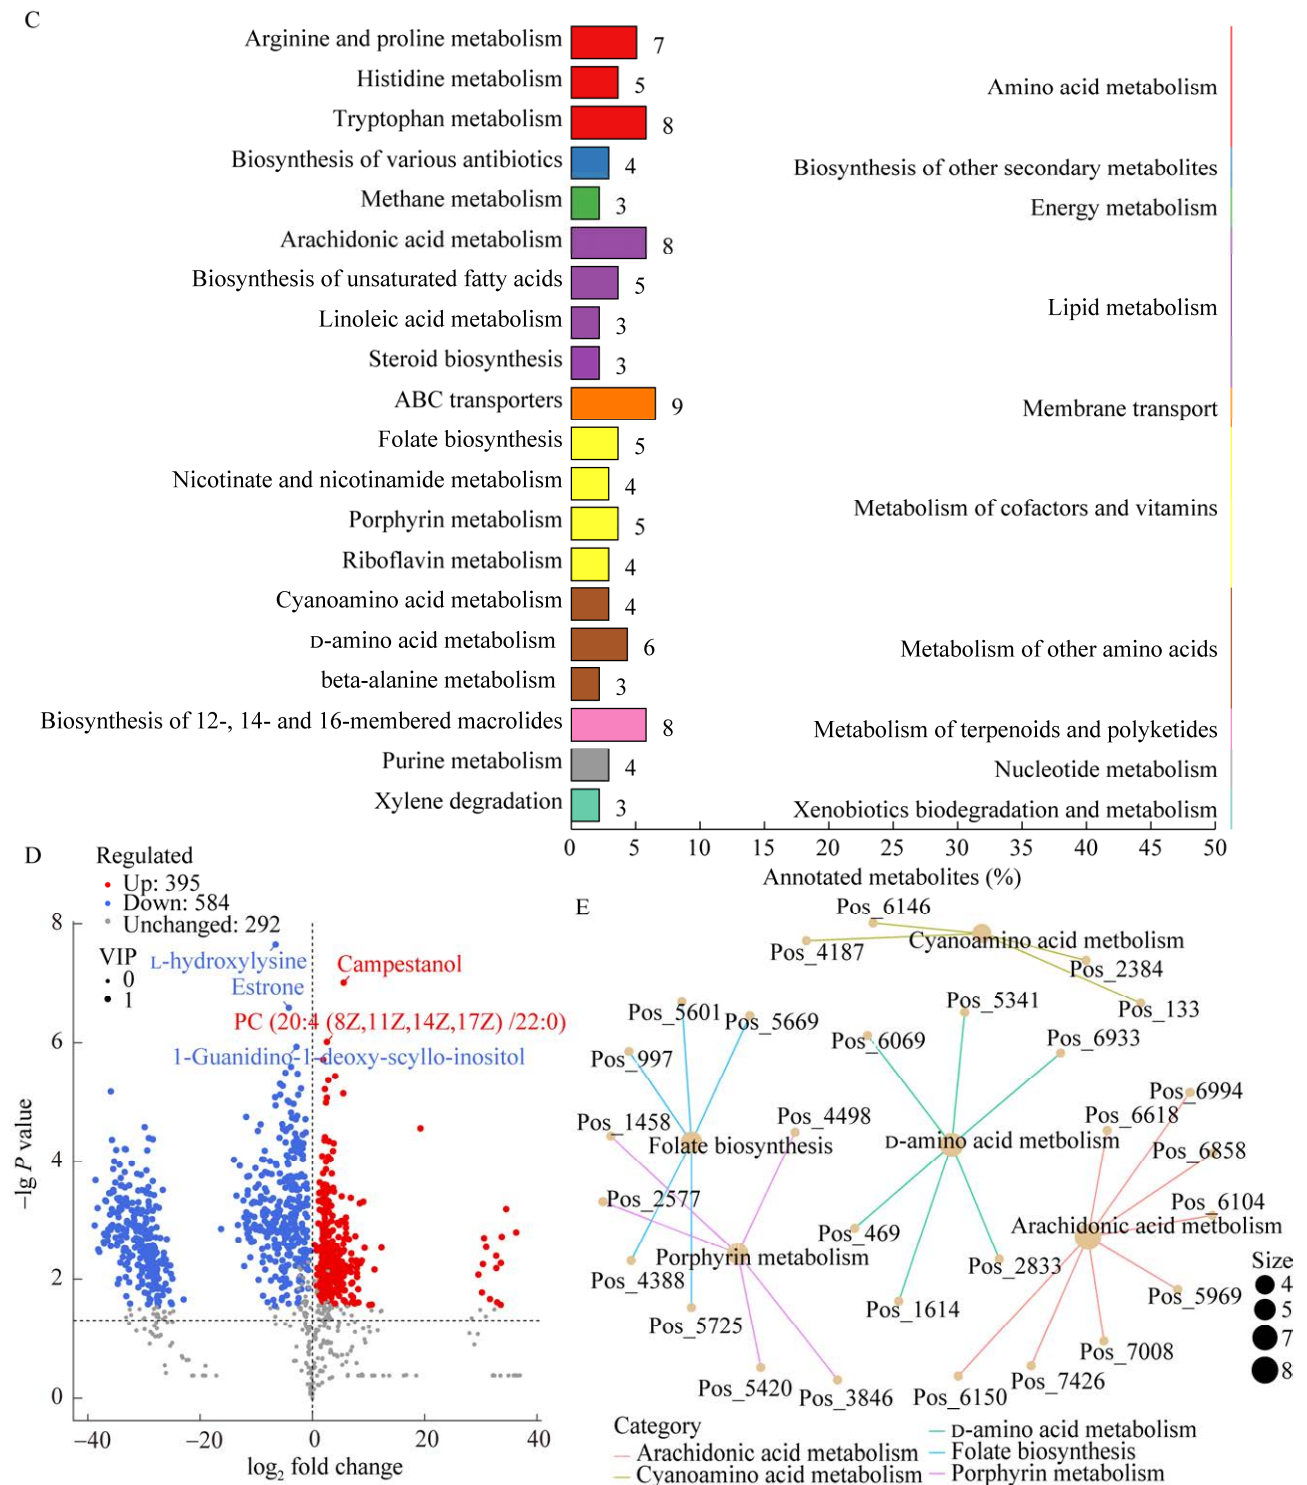 C
Arginine and proline metabolism 7
Histidine metabolism 5
Amino acid metabolism
Tryptophan metabolism 8
Biosynthesis of various antibiotics 4
Biosynthesis of other secondary metabolites
Methane metabolism 3
Energy metabolism
Arachidonic acid metabolism 8
Biosynthesis of unsaturated fatty acids 5
Lipid metabolism
Linoleic acid metabolism 3
Steroid biosynthesis 3
ABC transporters 9
Membrane transport
Folate biosynthesis 5
Nicotinate and nicotinamide metabolism 4
Metabolism of cofactors and vitamins
Porphyrin metabolism 5
Riboflavin metabolism 4
Cyanoamino acid metabolism 4
D-amino acid metabolism 6
Metabolism of other amino acids
beta-alanine metabolism 3
Biosynthesis of 12-, 14- and 16-membered macrolides 8
Metabolism of terpenoids and polyketides
Purine metabolism 4
Nucleotide metabolism
Xylene degradation 3
Xenobiotics biodegradation and metabolism
0 5 10 15 20 25 30 35 40 45 50
Annotated metabolites (%)
D
Regulated
Up: 395
Down: 584
Unchanged: 292
VIP
0
1
L-hydroxylysine
Campestanol
Estrone
PC (20:4 (8Z,11Z,14Z,17Z) /22:0)
1-Guanidino-1-deoxy-scyllo-inositol
8
6
4
2
0
−lg P value
−40 −20 0 20 40
log2 fold change
E
Pos_6146
Cyanoamino acid metbolism
Pos_4187
Pos_2384
Pos_133
Pos_5601
Pos_5669
Pos_5341
Pos_997
Pos_6069
Pos_6933
Pos_6994
Pos_1458
Pos_4498
Pos_6618
Folate biosynthesis
D-amino acid metbolism
Pos_6858
Pos_2577
Pos_6104
Pos_469
Arachidonic acid metbolism
Porphyrin metabolism
Pos_2833
Pos_4388
Pos_1614
Pos_5969
Pos_5725
Pos_7008
Pos_5420
Pos_3846
Pos_6150
Pos_7426
Size
4
5
7
8
Category
Arachidonic acid metabolism
Cyanoamino acid metabolism
D-amino acid metabolism
Folate biosynthesis
Porphyrin metabolism